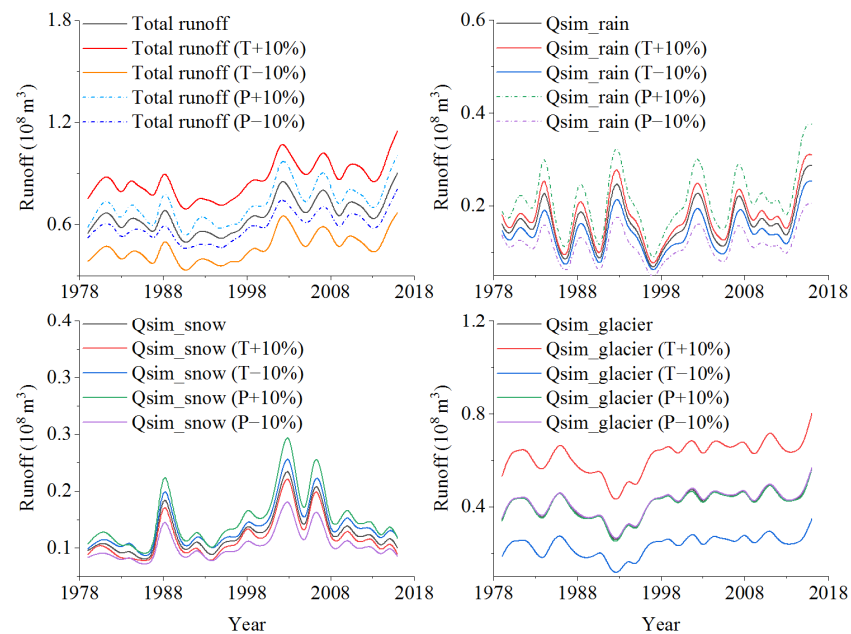 1.8
1.2
0.6
Runoff (10⁸ m³)
Total runoff
Total runoff (T+10%)
Total runoff (T−10%)
Total runoff (P+10%)
Total runoff (P−10%)
1978 1988 1998 2008 2018
0.6
0.4
0.2
Runoff (10⁸ m³)
Qsim_rain
Qsim_rain (T+10%)
Qsim_rain (T−10%)
Qsim_rain (P+10%)
Qsim_rain (P−10%)
1978 1988 1998 2008 2018
0.4
0.3
0.3
0.2
0.1
Runoff (10⁸ m³)
Qsim_snow
Qsim_snow (T+10%)
Qsim_snow (T−10%)
Qsim_snow (P+10%)
Qsim_snow (P−10%)
1978 1988 1998 2008 2018
Year
1.2
0.8
0.4
Runoff (10⁸ m³)
Qsim_glacier
Qsim_glacier (T+10%)
Qsim_glacier (T−10%)
Qsim_glacier (P+10%)
Qsim_glacier (P−10%)
1978 1988 1998 2008 2018
Year